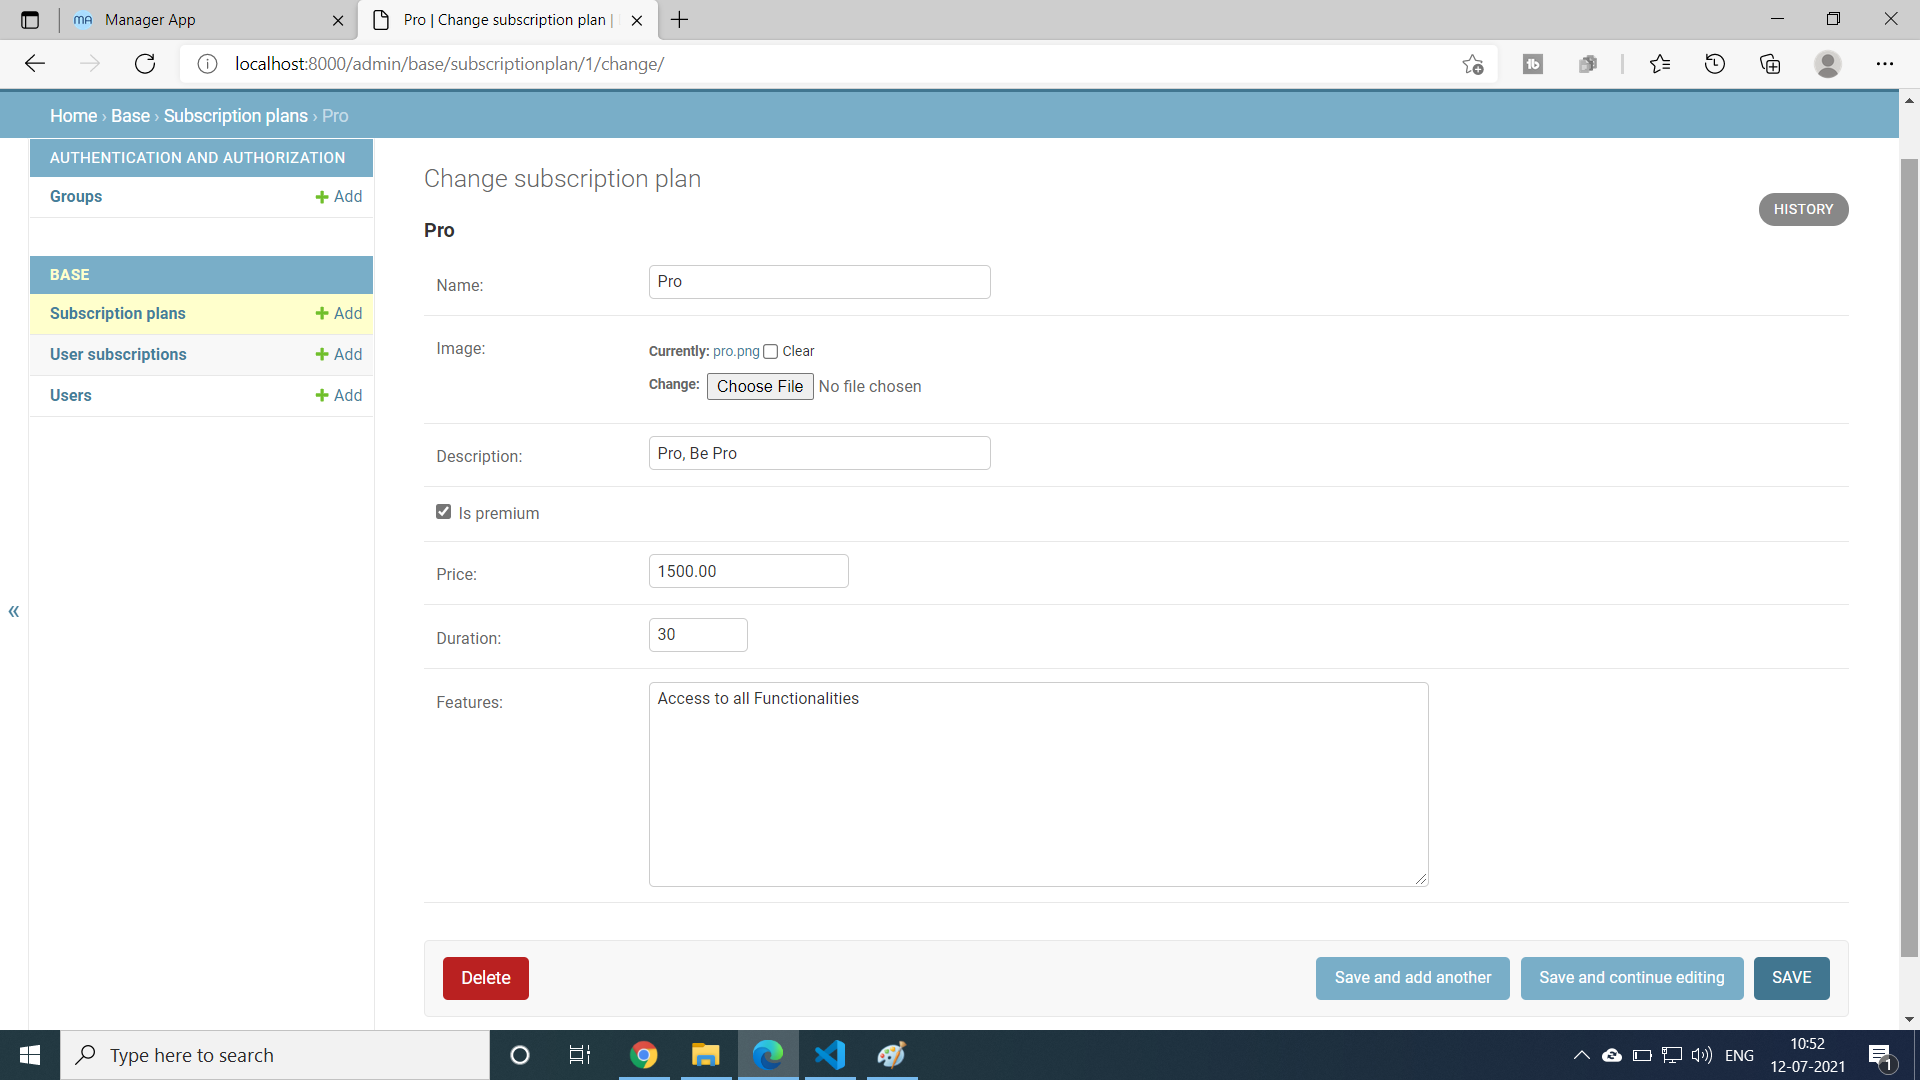 Manager App
Pro | Change subscription plan |
localhost:8000/admin/base/subscriptionplan/1/change/
Home › Base › Subscription plans › Pro
AUTHENTICATION AND AUTHORIZATION
Groups Add
BASE
Subscription plans Add
User subscriptions Add
Users Add
«
Change subscription plan
HISTORY
Pro
Name: Pro
Image: Currently: pro.png Clear
Change: Choose File No file chosen
Description: Pro, Be Pro
Is premium
Price: 1500.00
Duration: 30
Features: Access to all Functionalities
Delete Save and add another Save and continue editing SAVE
Type here to search
ENG
10:52
12-07-2021
1